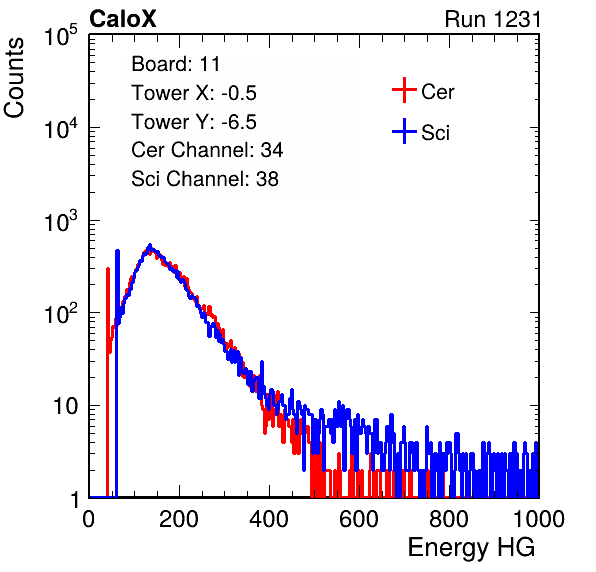 CaloX Run 1231
Counts
10^5
10^4
10^3
10^2
10
1
Board: 11
Tower X: -0.5
Tower Y: -6.5
Cer Channel: 34
Sci Channel: 38
Cer
Sci
0 200 400 600 800 1000
Energy HG